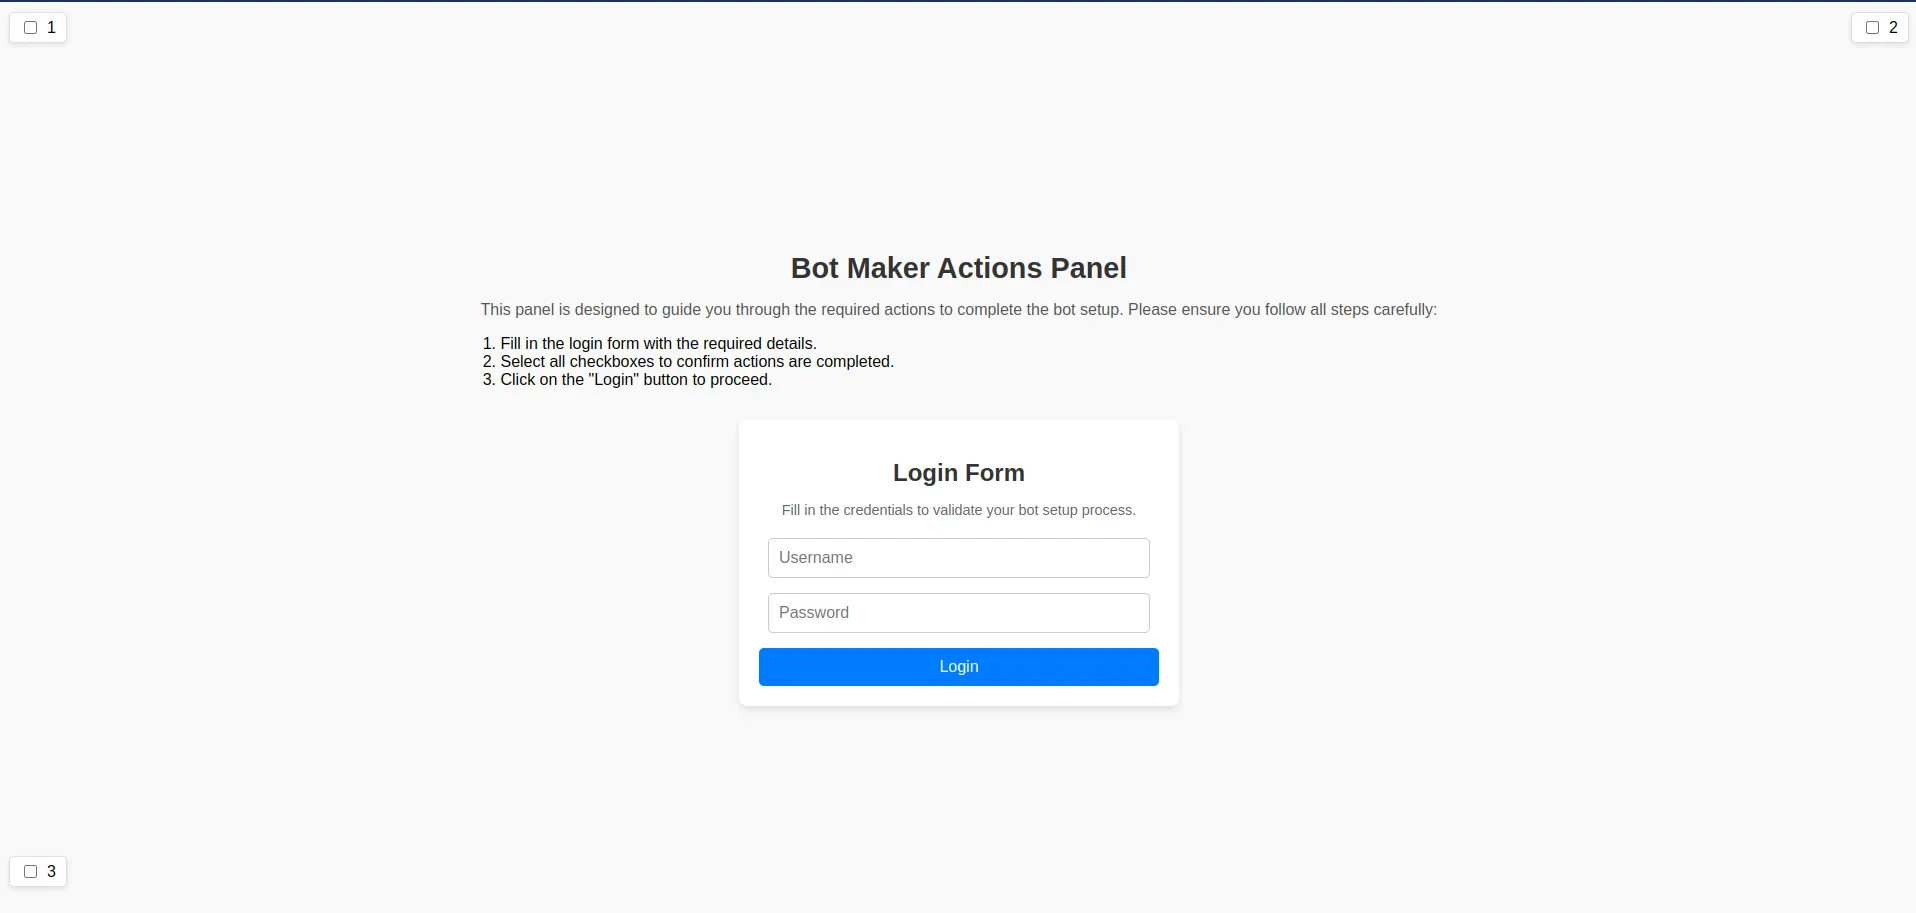 1
2
Bot Maker Actions Panel
This panel is designed to guide you through the required actions to complete the bot setup. Please ensure you follow all steps carefully:
1. Fill in the login form with the required details.
2. Select all checkboxes to confirm actions are completed.
3. Click on the "Login" button to proceed.
Login Form
Fill in the credentials to validate your bot setup process.
Username
Password
Login
3